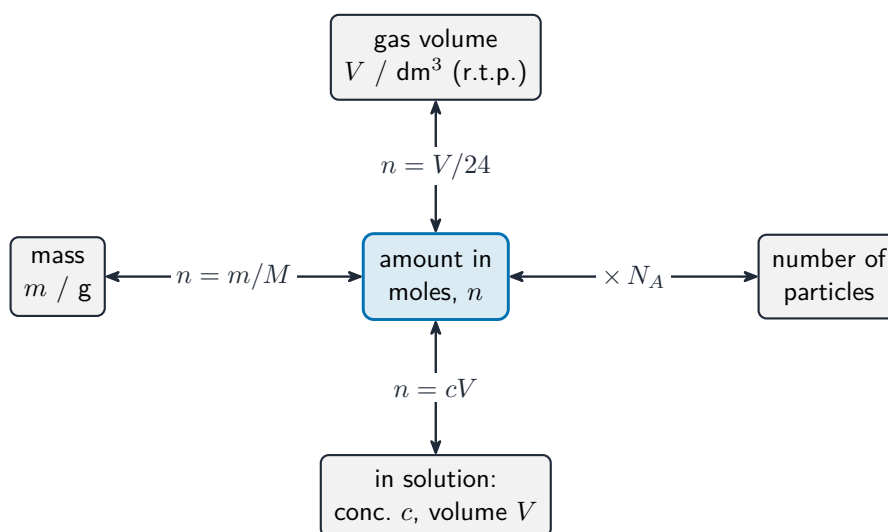 gas volume
V / dm³ (r.t.p.)
n = V/24
mass
m / g
n = m/M
amount in
moles, n
× N_A
number of
particles
n = cV
in solution:
conc. c, volume V